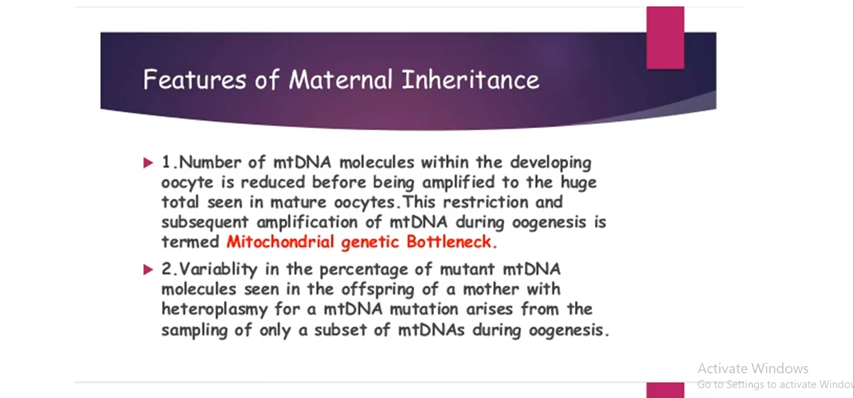 Features of Maternal Inheritance
1.Number of mtDNA molecules within the developing
oocyte is reduced before being amplified to the huge
total seen in mature oocytes.This restriction and
subsequent amplification of mtDNA during oogenesis is
termed Mitochondrial genetic Bottleneck.
2.Variablity in the percentage of mutant mtDNA
molecules seen in the offspring of a mother with
heteroplasmy for a mtDNA mutation arises from the
sampling of only a subset of mtDNAs during oogenesis.
Activate Windows
Go to Settings to activate Windo